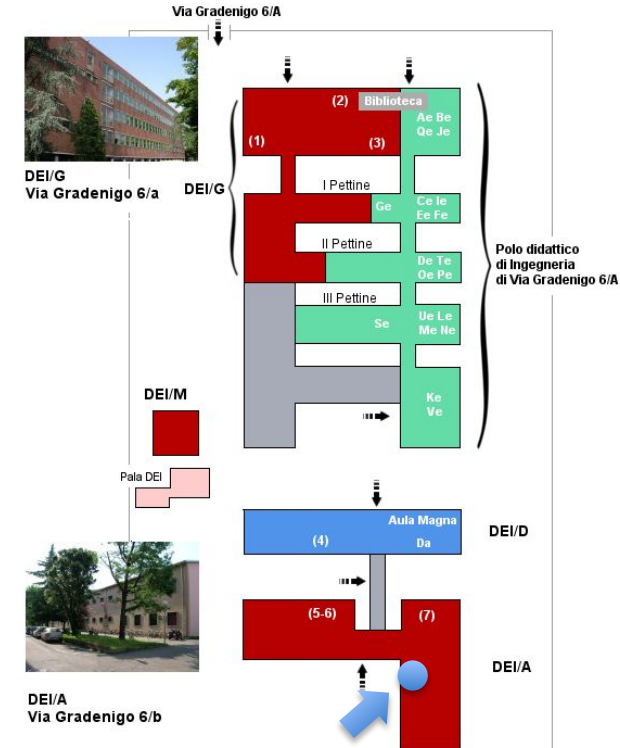 Via Gradenigo 6/A
(2) Biblioteca
Ae Be
Qe Je
(1)
(3)
DEI/G
Via Gradenigo 6/a
DEI/G
I Pettine
Ge
Ce Ie
Ee Fe
II Pettine
De Te
Oe Pe
Polo didattico
di Ingegneria
di Via Gradenigo 6/A
III Pettine
Se
Ue Le
Me Ne
DEI/M
Ke
Ve
Pala DEI
Aula Magna
(4)
Da
DEI/D
(5-6)
(7)
DEI/A
DEI/A
Via Gradenigo 6/b